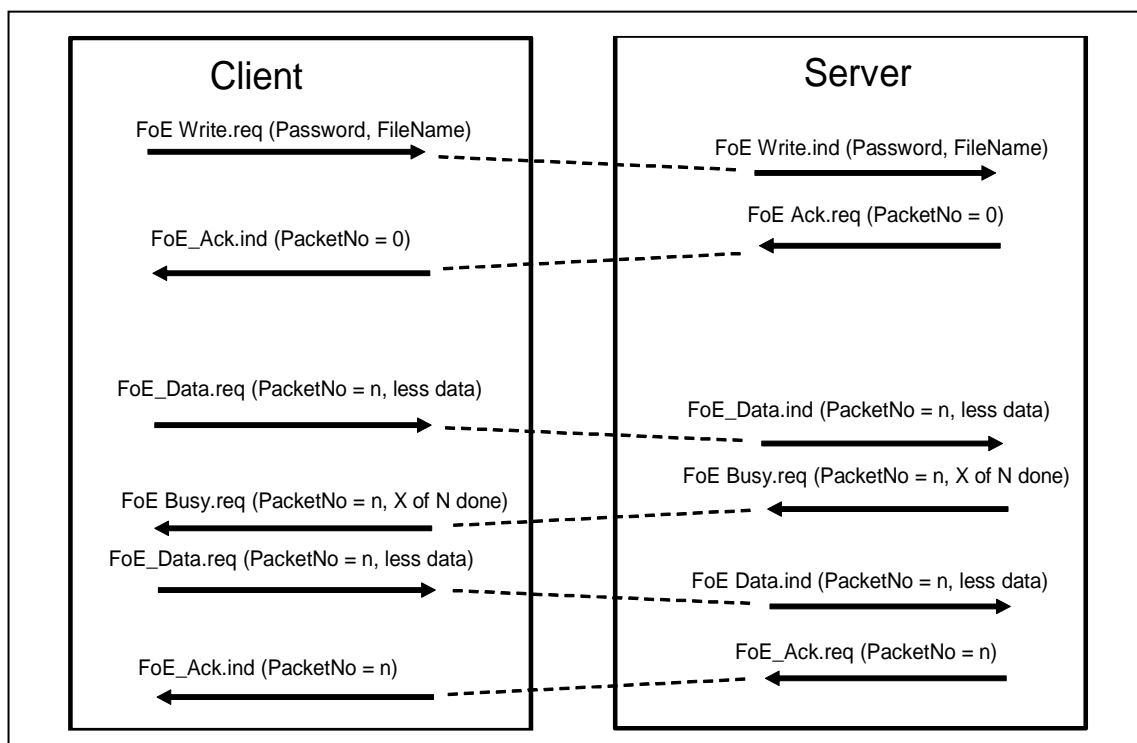 Client
Server
FoE Write.req (Password, FileName)
FoE Write.ind (Password, FileName)
FoE Ack.req (PacketNo = 0)
FoE_Ack.ind (PacketNo = 0)
FoE_Data.req (PacketNo = n, less data)
FoE_Data.ind (PacketNo = n, less data)
FoE Busy.req (PacketNo = n, X of N done)
FoE Busy.req (PacketNo = n, X of N done)
FoE_Data.req (PacketNo = n, less data)
FoE Data.ind (PacketNo = n, less data)
FoE_Ack.req (PacketNo = n)
FoE_Ack.ind (PacketNo = n)